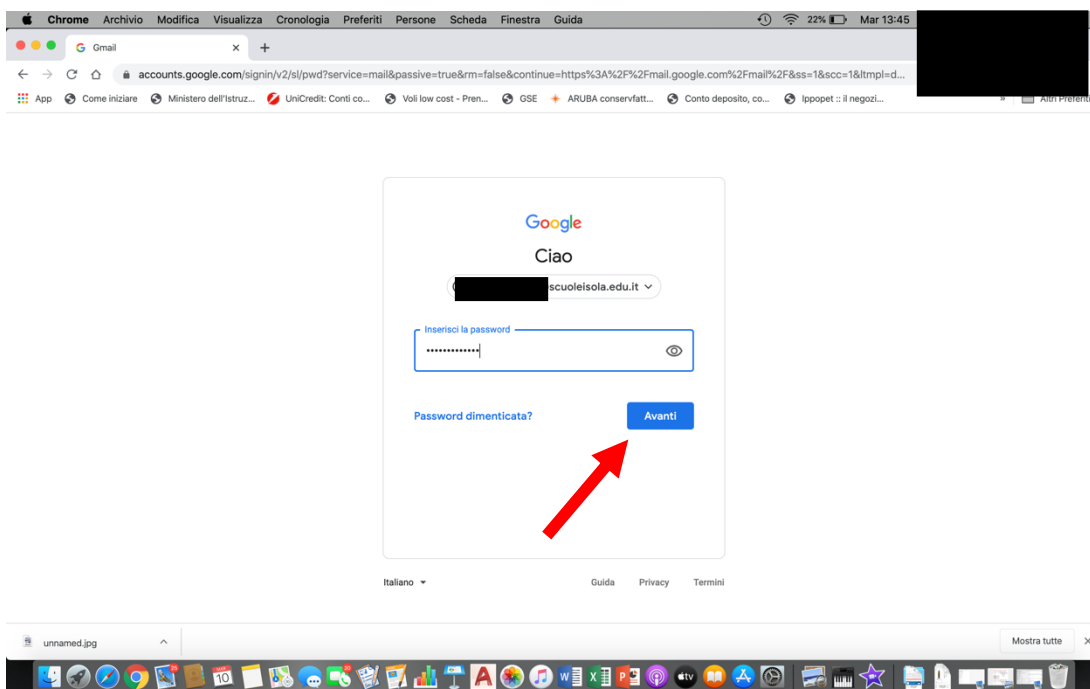 Chrome Archivio Modifica Visualizza Cronologia Preferiti Persone Scheda Finestra Guida 22% Mar 13:45
G Gmail × +
accounts.google.com/signin/v2/sl/pwd?service=mail&passive=true&rm=false&continue=https%3A%2F%2Fmail.google.com%2Fmail%2F&ss=1&scc=1&ltmpl=d...
App Come iniziare Ministero dell'Istruz... UniCredit: Conti co... Voli low cost - Pren... GSE ARUBA conservfatt... Conto deposito, co... Ippopet :: il negozi... » Altri Preferiti
Google
Ciao
scuoleisola.edu.it
Inserisci la password
•••••••••••••
Password dimenticata? Avanti
Italiano Guida Privacy Termini
unnamed.jpg Mostra tutte ×
10 tv